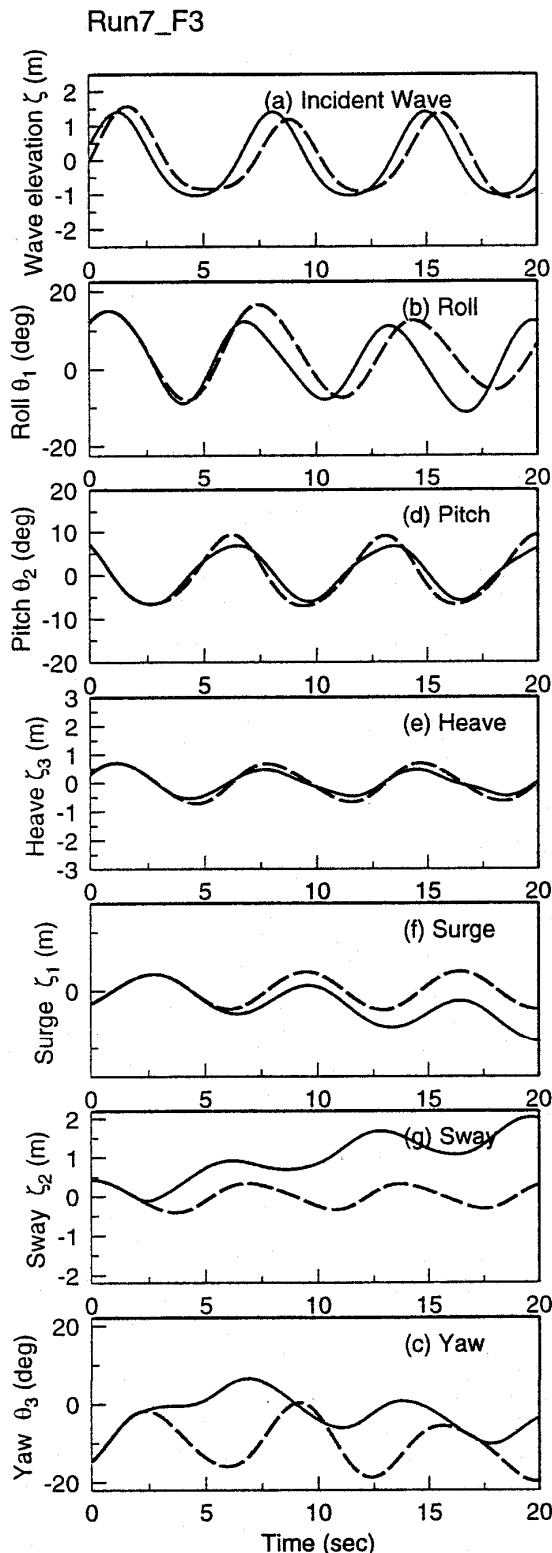 Run7_F3
Wave elevation ζ (m)
(a) Incident Wave
2
1
0
-1
-2
0 5 10 15 20
Roll θ1 (deg)
(b) Roll
20
0
-20
0 5 10 15 20
Pitch θ2 (deg)
(d) Pitch
20
10
0
-10
-20
0 5 10 15 20
Heave ζ3 (m)
(e) Heave
3
2
1
0
-1
-2
-3
0 5 10 15 20
Surge ζ1 (m)
(f) Surge
0
0 5 10 15 20
Sway ζ2 (m)
(g) Sway
2
1
0
-1
-2
0 5 10 15 20
Yaw θ3 (deg)
(c) Yaw
20
0
-20
0 5 10 15 20
Time (sec)